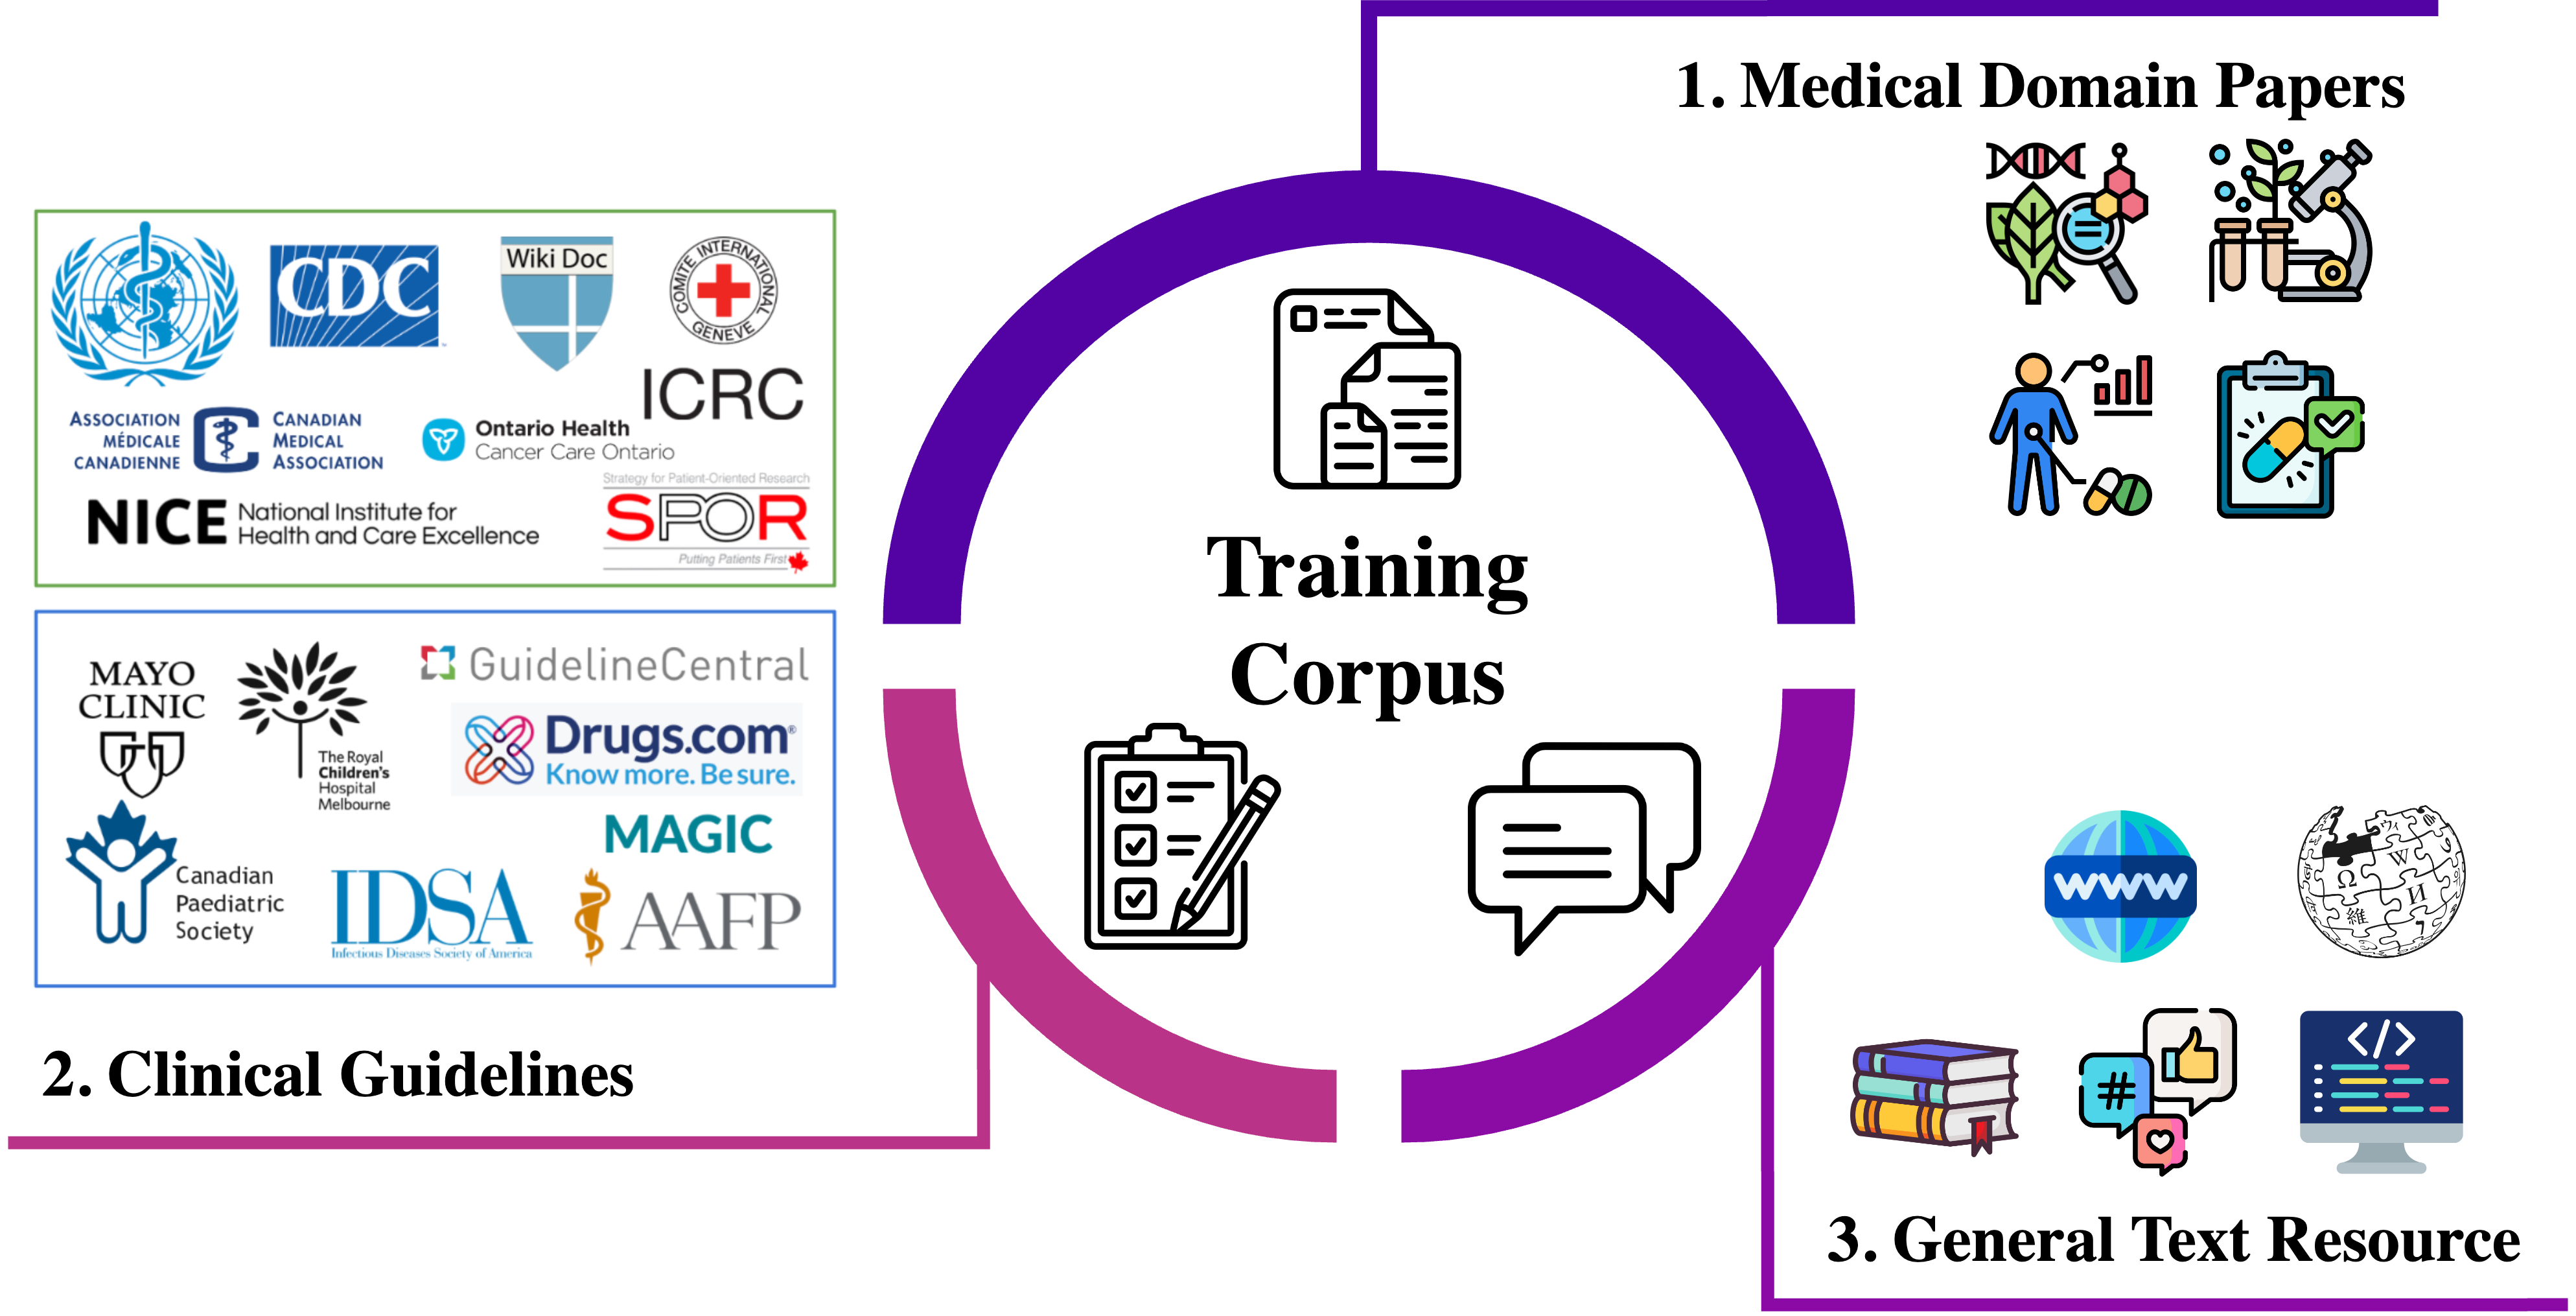 1. Medical Domain Papers
CDC
Wiki Doc
COMITE INTERNATIONAL
GENEVE
ICRC
ASSOCIATION
MÉDICALE
CANADIENNE
CANADIAN
MEDICAL
ASSOCIATION
Ontario Health
Cancer Care Ontario
NICE National Institute for
Health and Care Excellence
Strategy for Patient-Oriented Research
SPOR
Putting Patients First
Training
Corpus
MAYO
CLINIC
The Royal
Children's
Hospital
Melbourne
GuidelineCentral
Drugs.com®
Know more. Be sure.
MAGIC
Canadian
Paediatric
Society
IDSA
Infectious Diseases Society of America
AAFP
2. Clinical Guidelines
www
W
Ω
И
維
ウィ
#
</>
3. General Text Resource